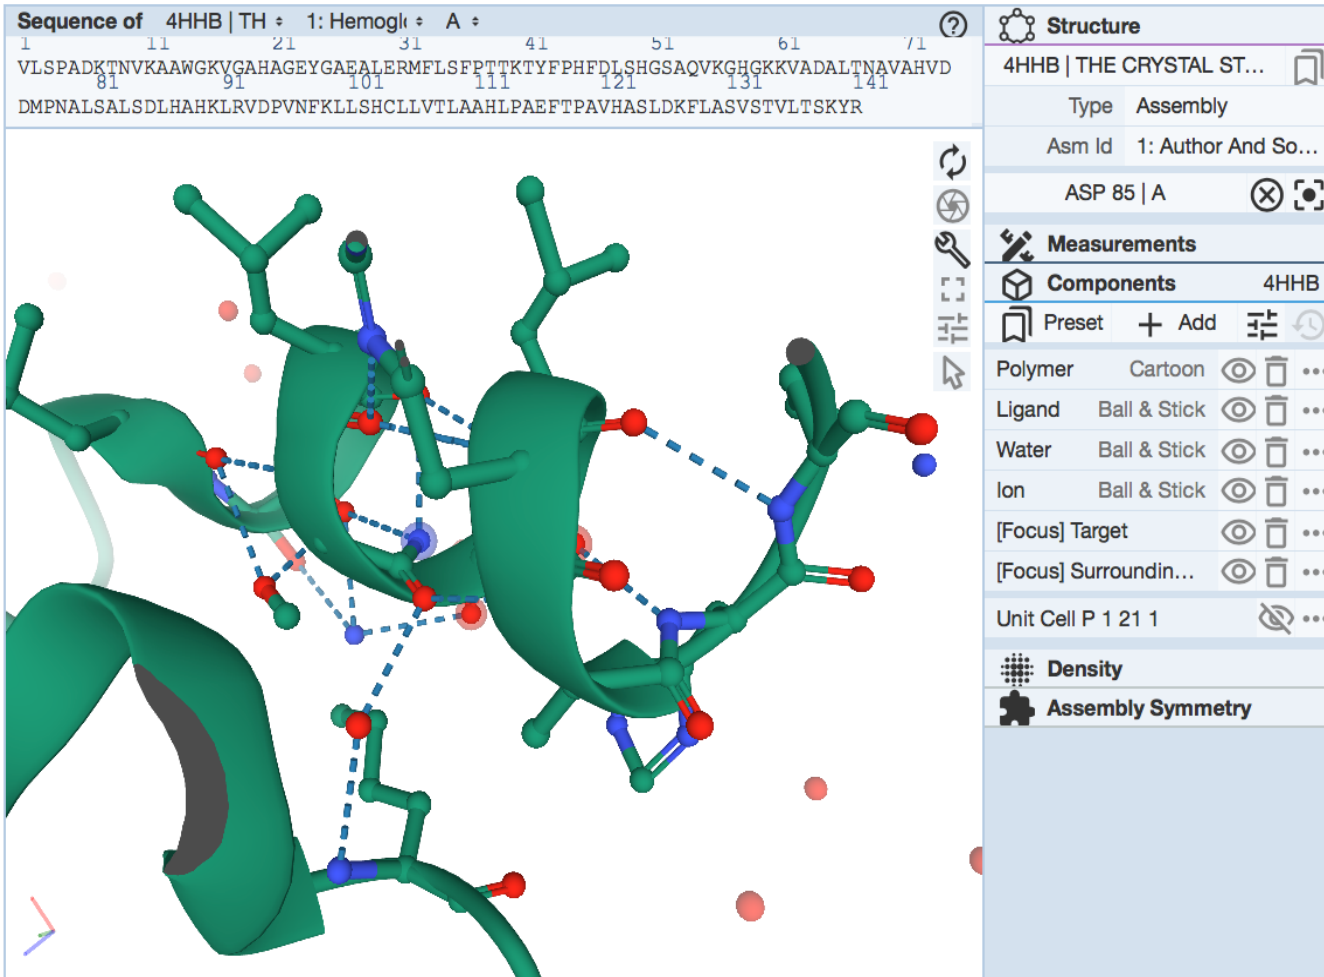 Sequence of 4HHB | TH 1: Hemogl A
1 11 21 31 41 51 61 71
VLSPADKTNVKAAWGKVGAHAGEYGAEALERMFLSFPTTKTYFPHFDLSHGSAQVKGHGKKVADALTNAVAHVD
81 91 101 111 121 131 141
DMPNALSALSDLHAHKLRVDPVNFKLLSHCLLVTLAAHLPAEFTPAVHASLDKFLASVSTVLTSKYR
Structure
4HHB | THE CRYSTAL ST...
Type Assembly
Asm Id 1: Author And So...
ASP 85 | A
Measurements
Components 4HHB
Preset + Add
Polymer Cartoon
Ligand Ball & Stick
Water Ball & Stick
Ion Ball & Stick
[Focus] Target
[Focus] Surroundin...
Unit Cell P 1 21 1
Density
Assembly Symmetry